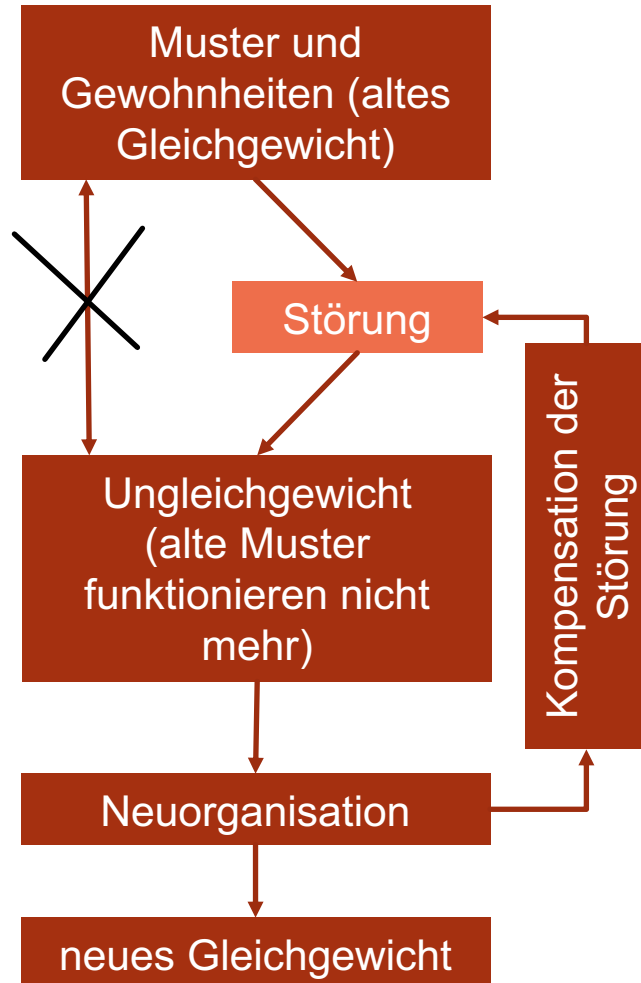 Muster und
Gewohnheiten (altes
Gleichgewicht)
Störung
Ungleichgewicht
(alte Muster
funktionieren nicht
mehr)
Kompensation der
Störung
Neuorganisation
neues Gleichgewicht